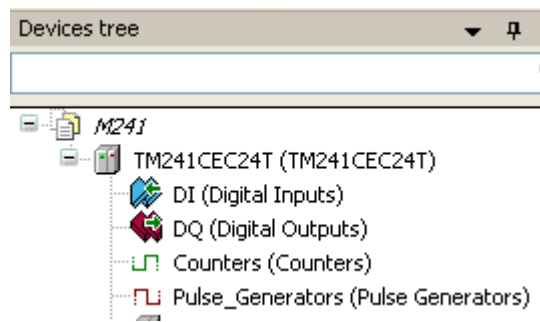 Devices tree
M241
TM241CEC24T (TM241CEC24T)
DI (Digital Inputs)
DQ (Digital Outputs)
Counters (Counters)
Pulse_Generators (Pulse Generators)